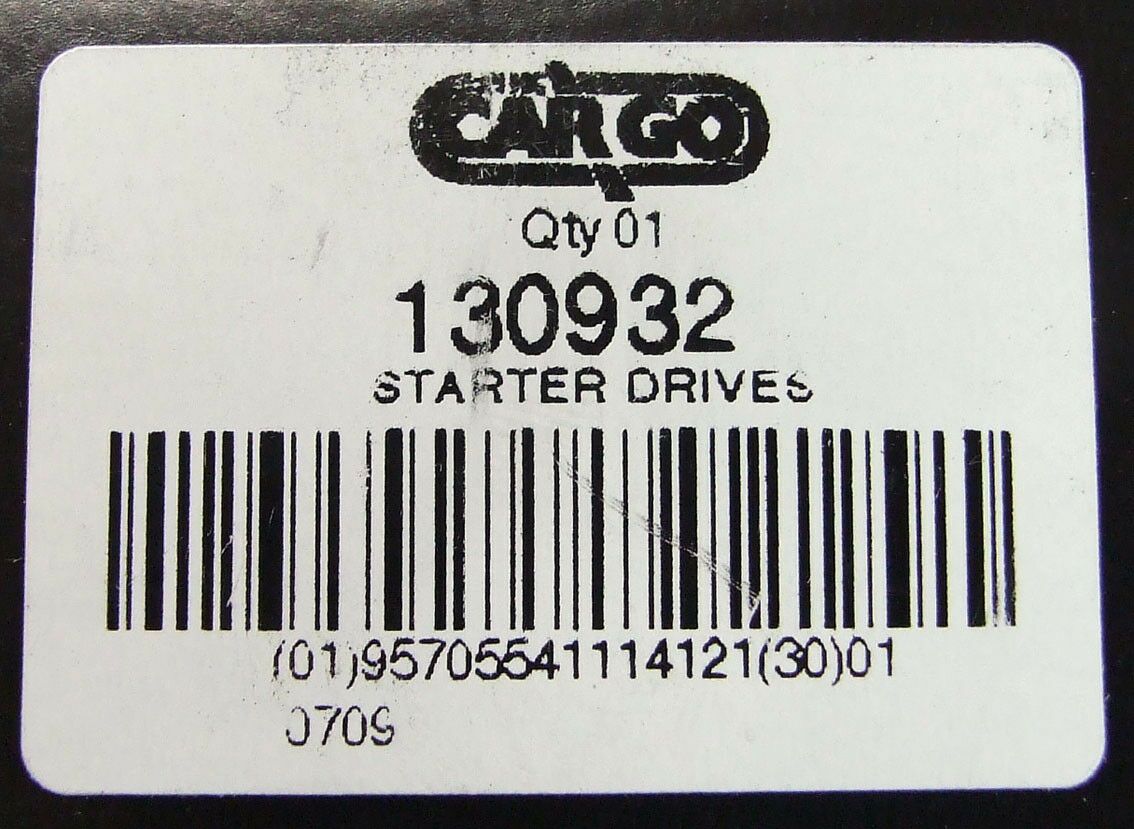 CARGO
Qty 01
130932
STARTER DRIVES
(01)95705541114121(30)01
0709